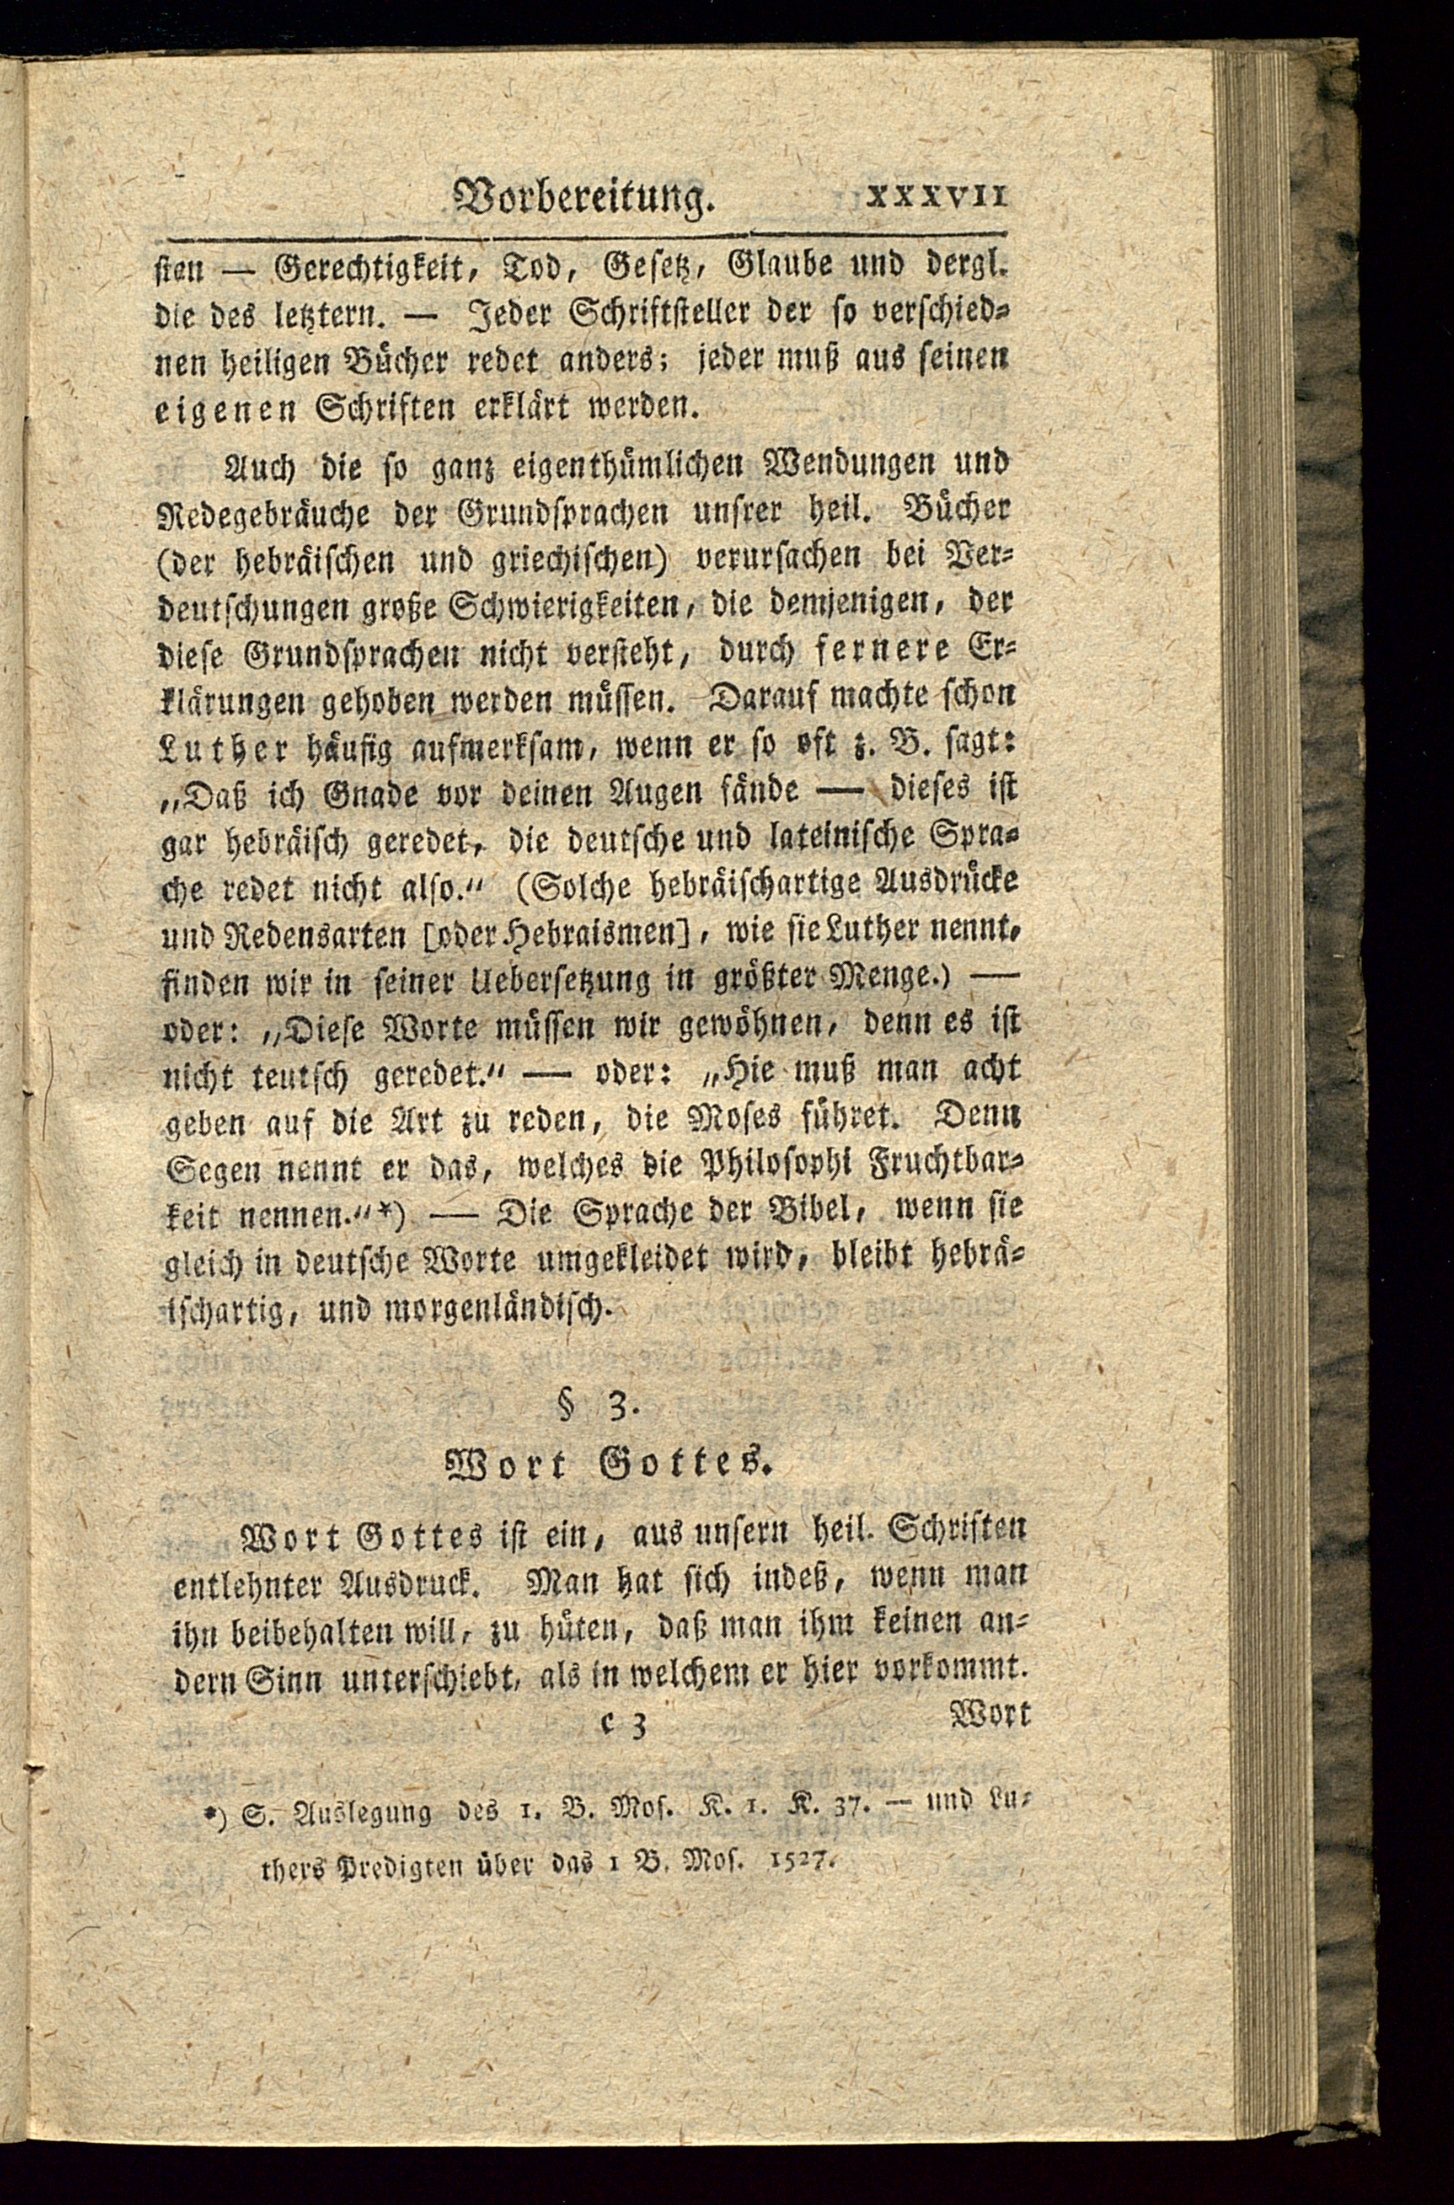 Vorbereitung. XXXVII
sten — Gerechtigkeit, Tod, Gesetz, Glaube und dergl.
die des letztern. — Jeder Schriftsteller der so verschied-
nen heiligen Bücher redet anders; jeder muß aus seinen
eigenen Schriften erklärt werden.
Auch die so ganz eigenthümlichen Wendungen und
Redegebräuche der Grundsprachen unsrer heil. Bücher
(der hebräischen und griechischen) verursachen bei Ver-
deutschungen große Schwierigkeiten, die demjenigen, der
diese Grundsprachen nicht versteht, durch fernere Er-
klärungen gehoben werden müssen. Darauf machte schon
Luther häufig aufmerksam, wenn er so oft z. B. sagt:
„Daß ich Gnade vor deinen Augen fände — dieses ist
gar hebräisch geredet, die deutsche und lateinische Spra-
che redet nicht also.“ (Solche hebräischartige Ausdrücke
und Redensarten [oder Hebraismen], wie sie Luther nennt,
finden wir in seiner Uebersetzung in größter Menge.) —
oder: „Diese Worte müssen wir gewöhnen, denn es ist
nicht teutsch geredet.“ — oder: „Hie muß man acht
geben auf die Art zu reden, die Moses führet. Denn
Segen nennt er das, welches die Philosophi Fruchtbar-
keit nennen.“*) — Die Sprache der Bibel, wenn sie
gleich in deutsche Worte umgekleidet wird, bleibt hebrä-
ischartig, und morgenländisch.
§ 3.
Wort Gottes.
Wort Gottes ist ein, aus unsern heil. Schriften
entlehnter Ausdruck. Man hat sich indeß, wenn man
ihn beibehalten will, zu hüten, daß man ihm keinen an-
dern Sinn unterschiebt, als in welchem er hier vorkommt.
c 3 Wort
*) S. Auslegung des 1. B. Mos. K. 1. K. 37. — und Lu-
thers Predigten über das 1 B. Mos. 1527.